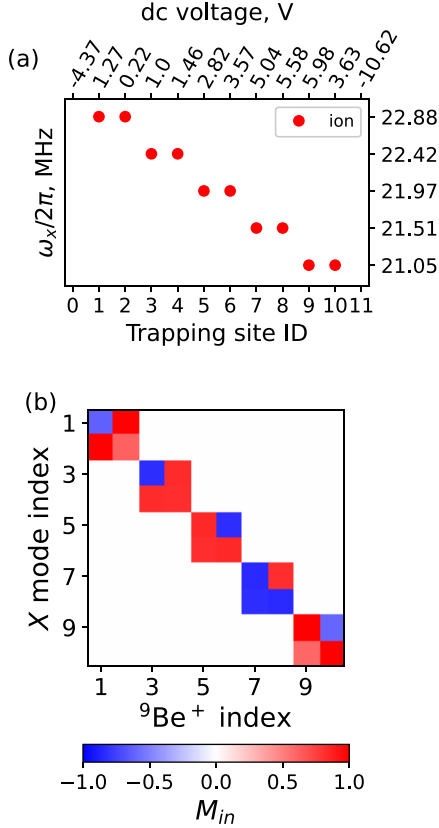 dc voltage, V
(a)
-4.37 1.27 0.22 1.0 1.46 2.82 3.57 5.04 5.58 5.98 3.63 -10.62
ωx/2π, MHz
ion
22.88
22.42
21.97
21.51
21.05
0 1 2 3 4 5 6 7 8 9 10 11
Trapping site ID
(b)
X mode index
1
3
5
7
9
1 3 5 7 9
⁹Be⁺ index
−1.0 −0.5 0.0 0.5 1.0
Min